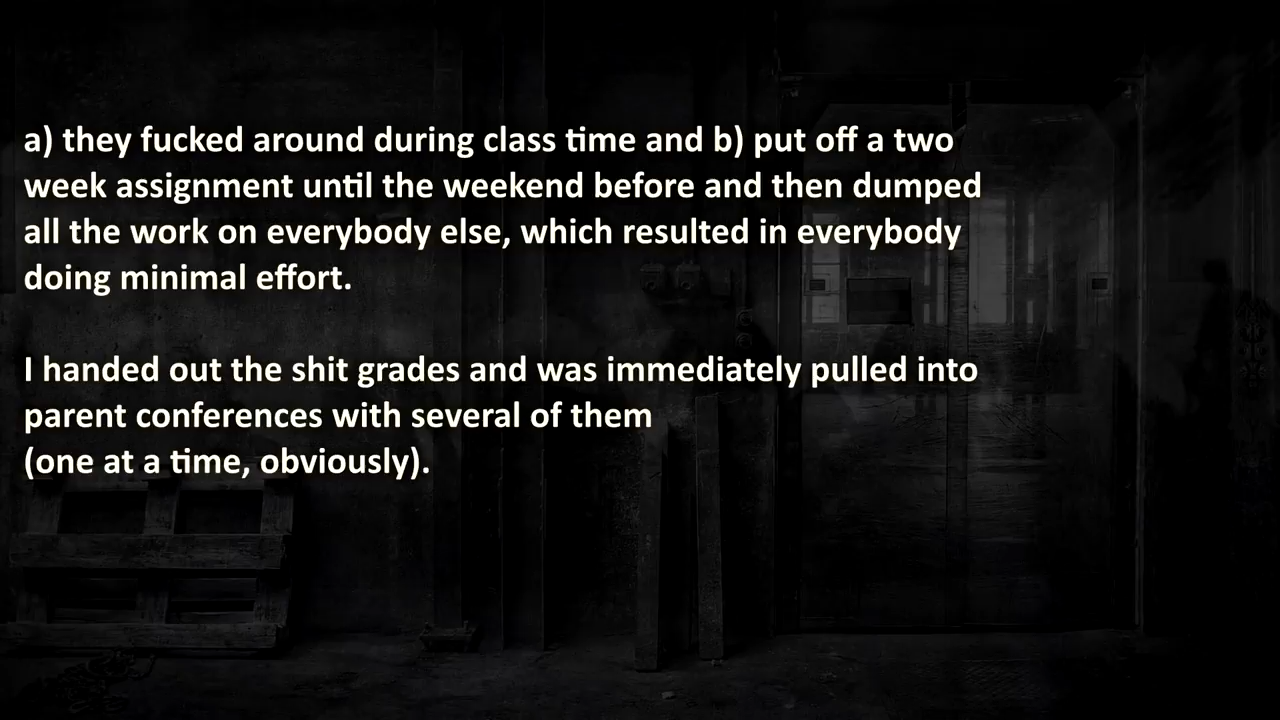 a) they fucked around during class time and b) put off a two
week assignment until the weekend before and then dumped
all the work on everybody else, which resulted in everybody
doing minimal effort.
I handed out the shit grades and was immediately pulled into
parent conferences with several of them
(one at a time, obviously).